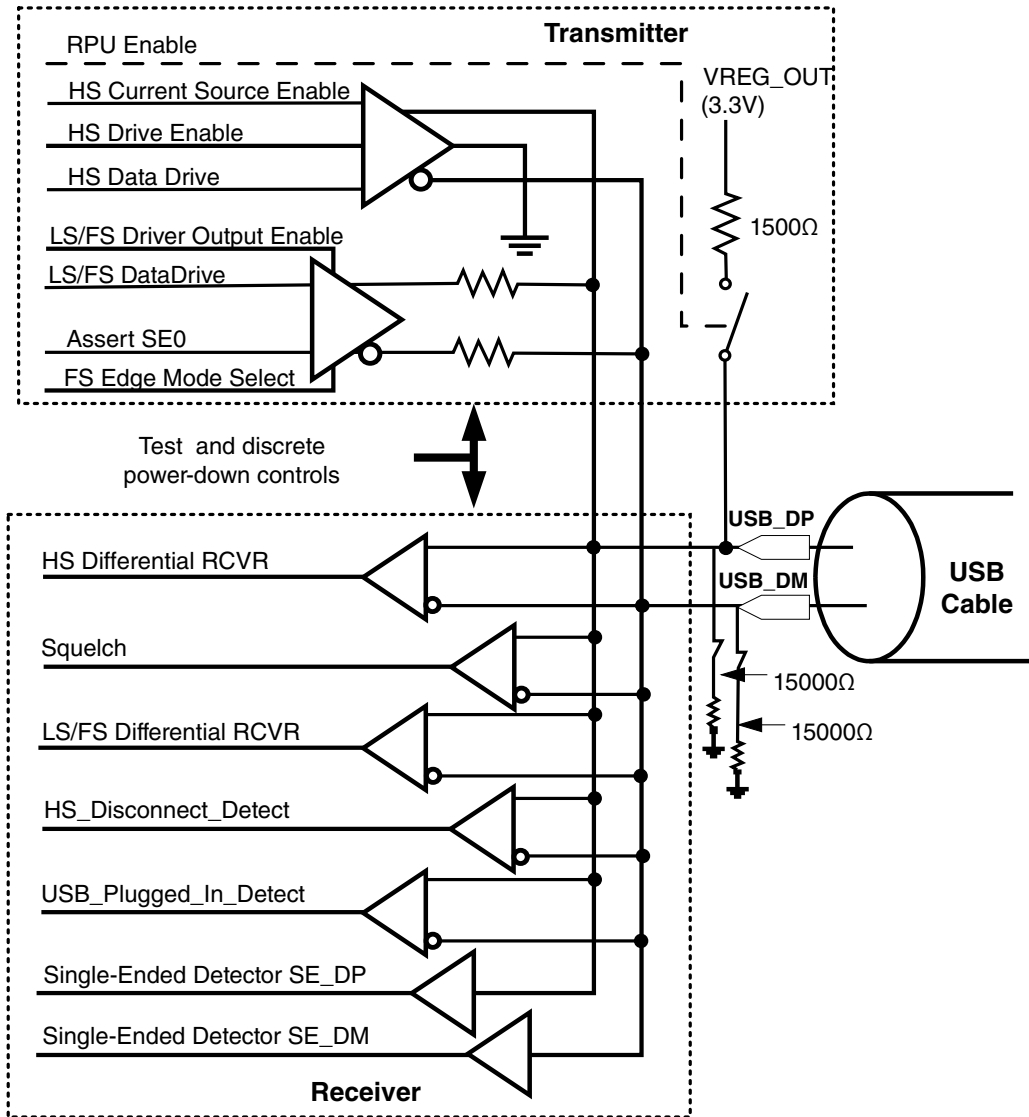 Transmitter
RPU Enable
HS Current Source Enable
HS Drive Enable
HS Data Drive
VREG_OUT
(3.3V)
1500Ω
LS/FS Driver Output Enable
LS/FS DataDrive
Assert SE0
FS Edge Mode Select
Test and discrete
power-down controls
USB_DP
USB_DM
USB
Cable
HS Differential RCVR
Squelch
15000Ω
15000Ω
LS/FS Differential RCVR
HS_Disconnect_Detect
USB_Plugged_In_Detect
Single-Ended Detector SE_DP
Single-Ended Detector SE_DM
Receiver